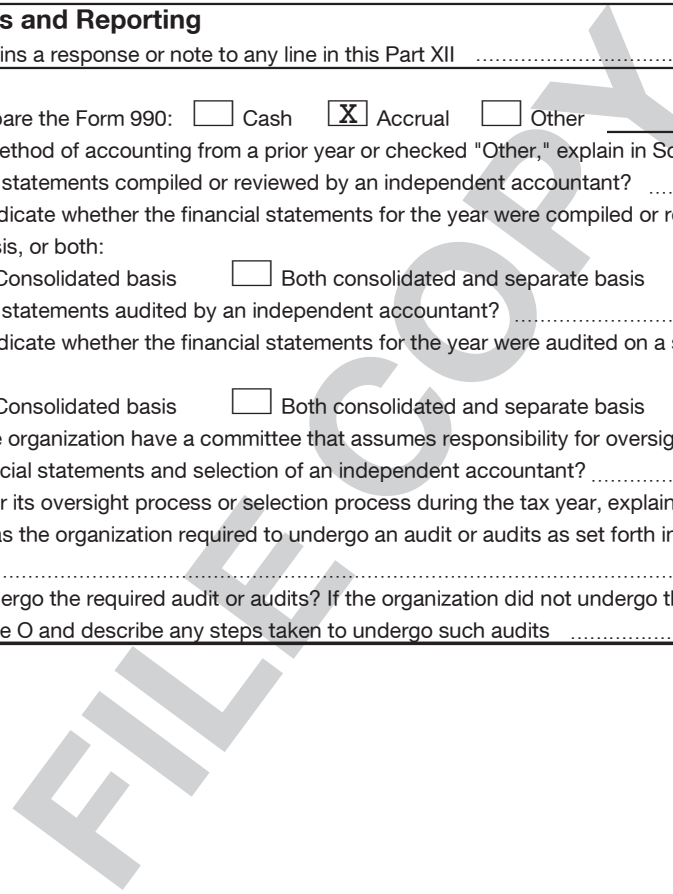 s and Reporting
ins a response or note to any line in this Part XII
pare the Form 990: Cash X Accrual Other
ethod of accounting from a prior year or checked "Other," explain in Sc
statements compiled or reviewed by an independent accountant?
dicate whether the financial statements for the year were compiled or re
sis, or both:
Consolidated basis Both consolidated and separate basis
statements audited by an independent accountant?
dicate whether the financial statements for the year were audited on a s
Consolidated basis Both consolidated and separate basis
e organization have a committee that assumes responsibility for oversig
cial statements and selection of an independent accountant?
r its oversight process or selection process during the tax year, explain
as the organization required to undergo an audit or audits as set forth in
ergo the required audit or audits? If the organization did not undergo th
e O and describe any steps taken to undergo such audits
FILE COPY